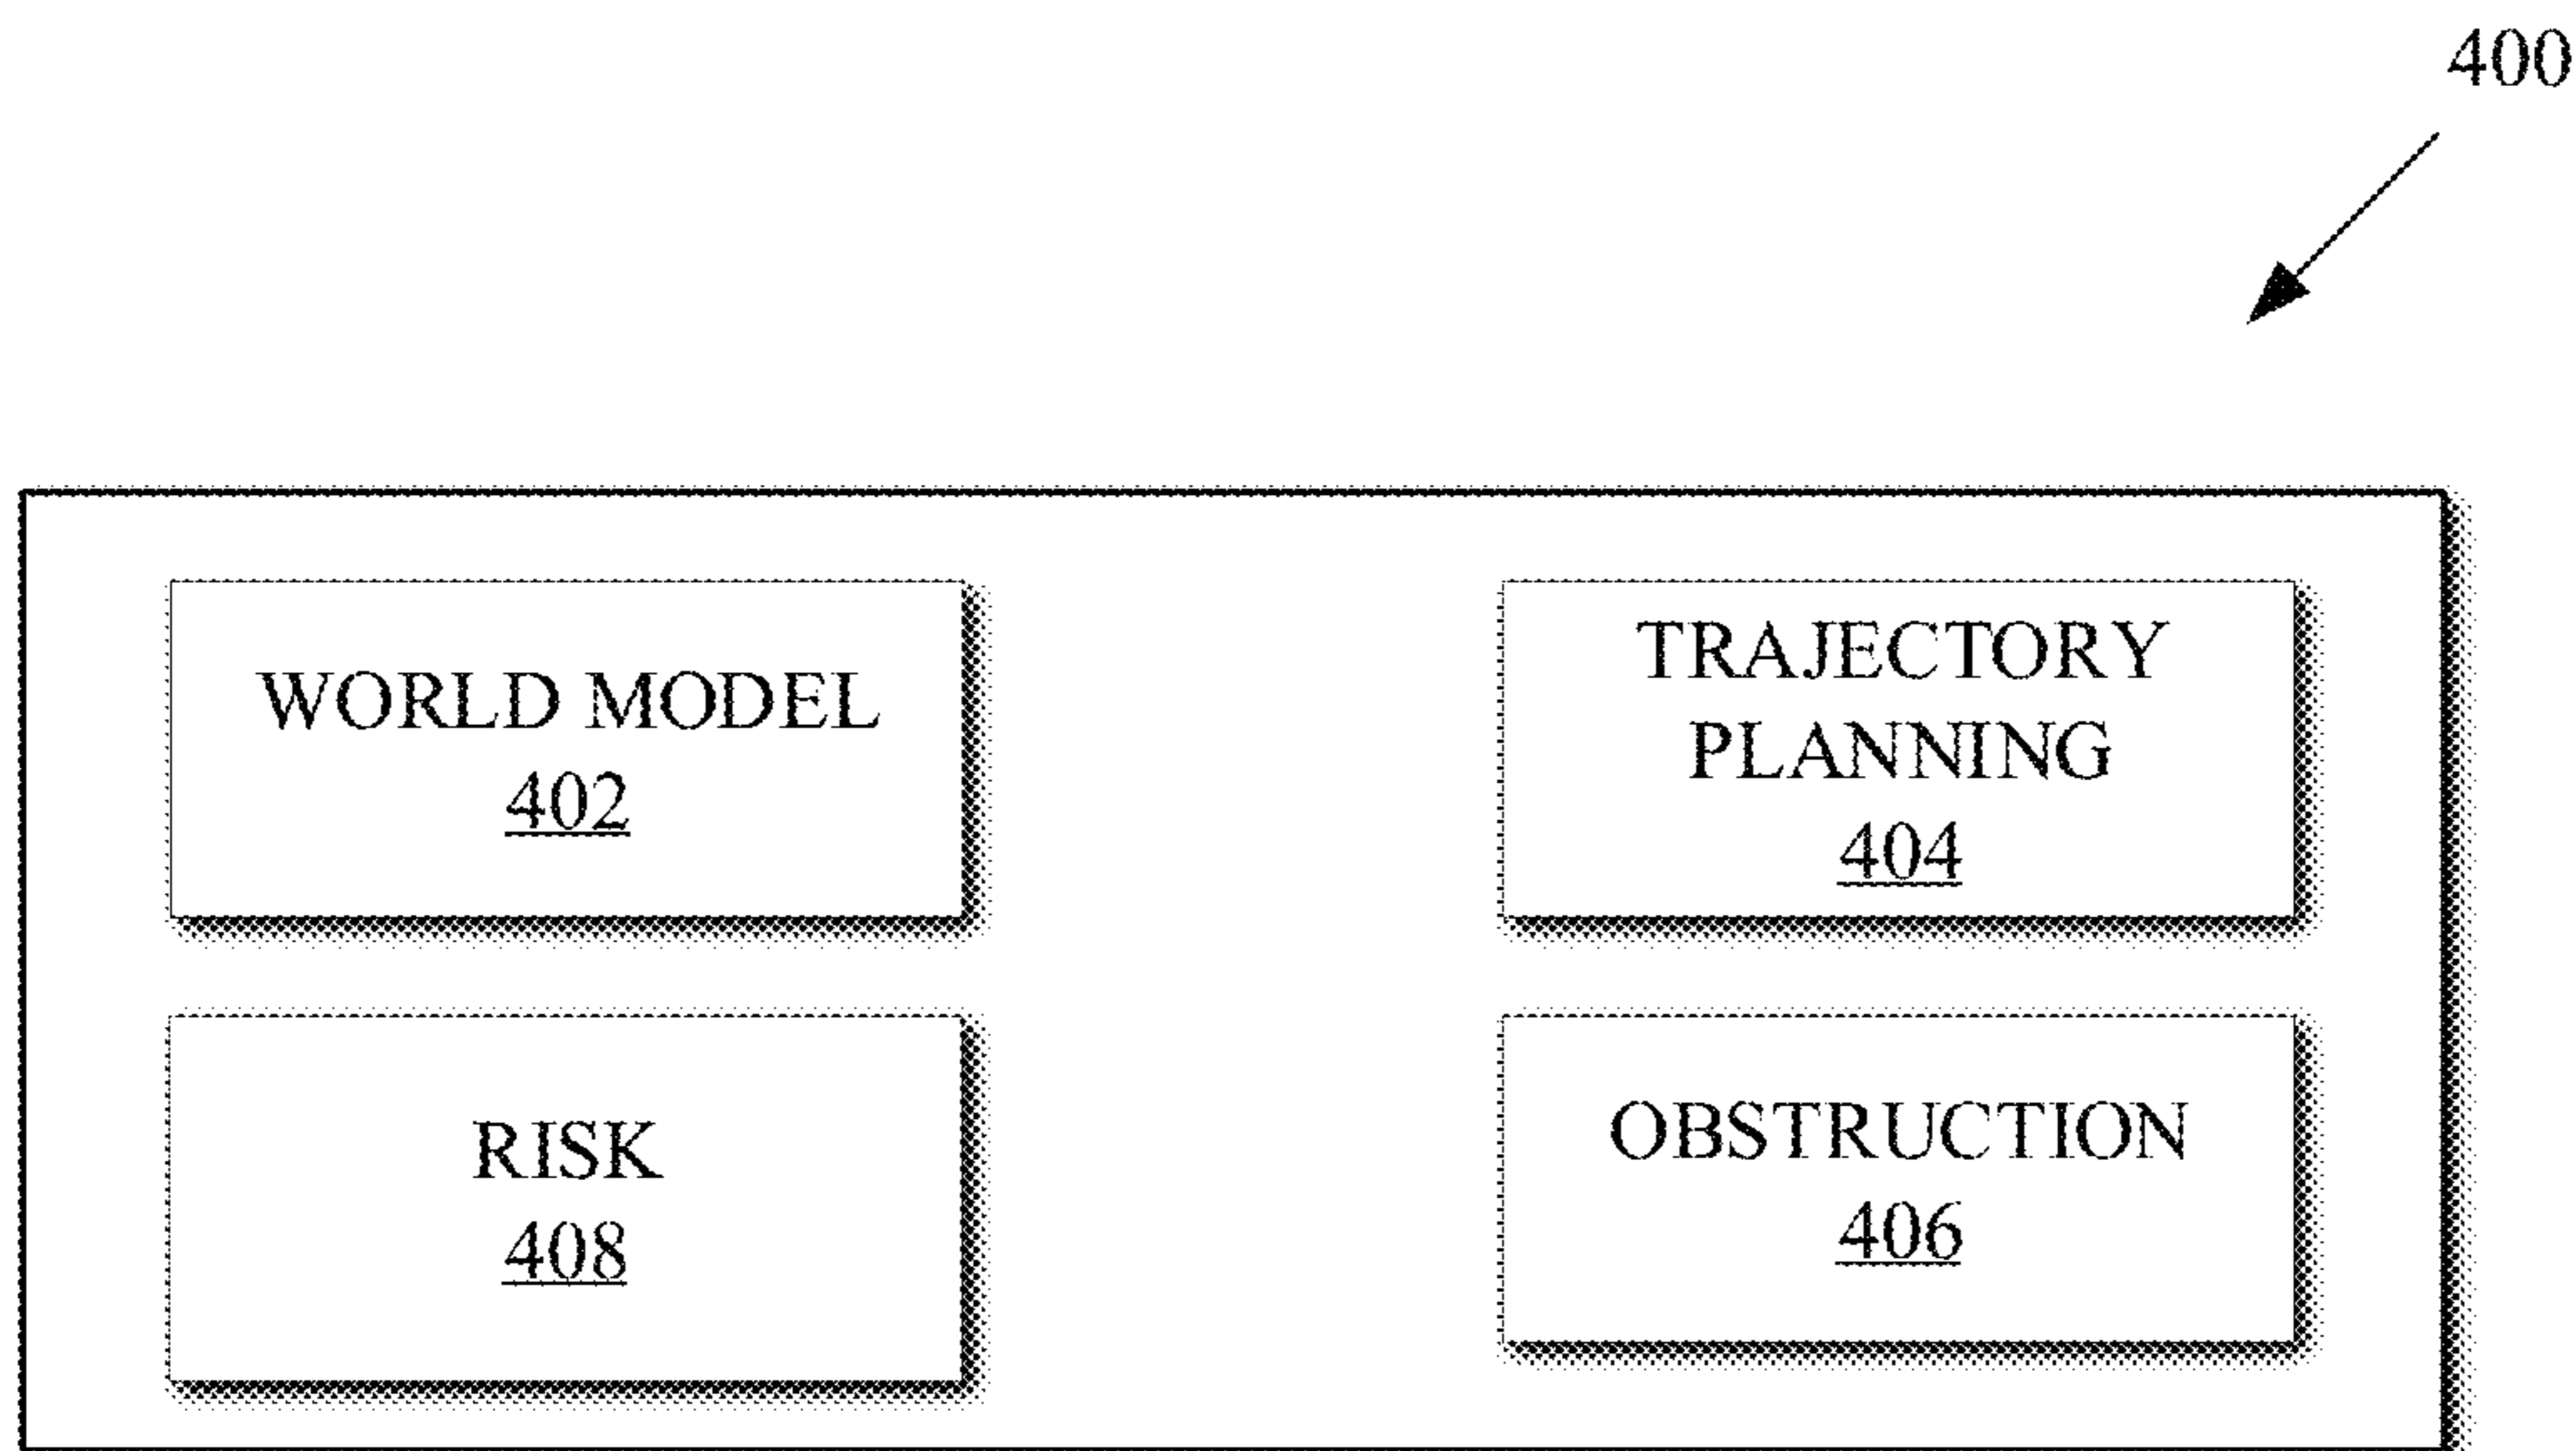 400
WORLD MODEL
402
TRAJECTORY
PLANNING
404
RISK
408
OBSTRUCTION
406